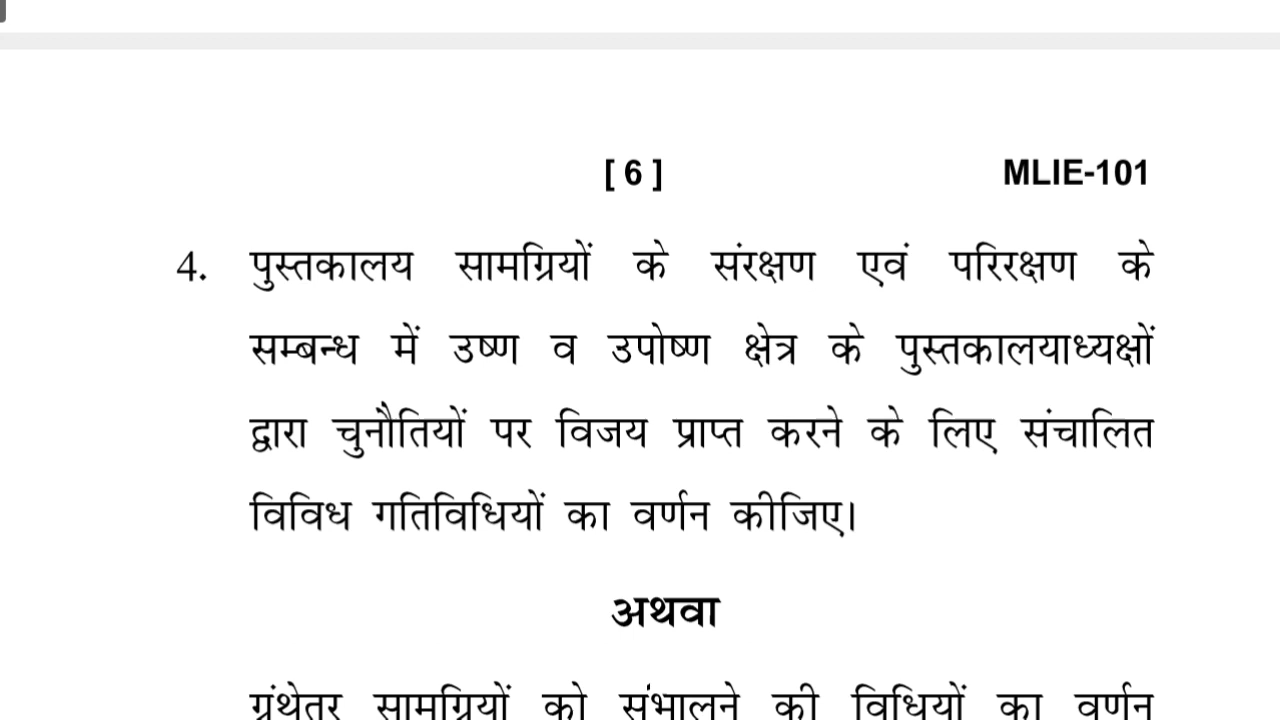 [ 6 ] MLIE-101
4. पुस्तकालय सामग्रियों के संरक्षण एवं परिरक्षण के
सम्बन्ध में उष्ण व उपोष्ण क्षेत्र के पुस्तकालयाध्यक्षों
द्वारा चुनौतियों पर विजय प्राप्त करने के लिए संचालित
विविध गतिविधियों का वर्णन कीजिए।
अथवा
ग्रंथेतर सामग्रियों को संभालने की विधियों का वर्णन